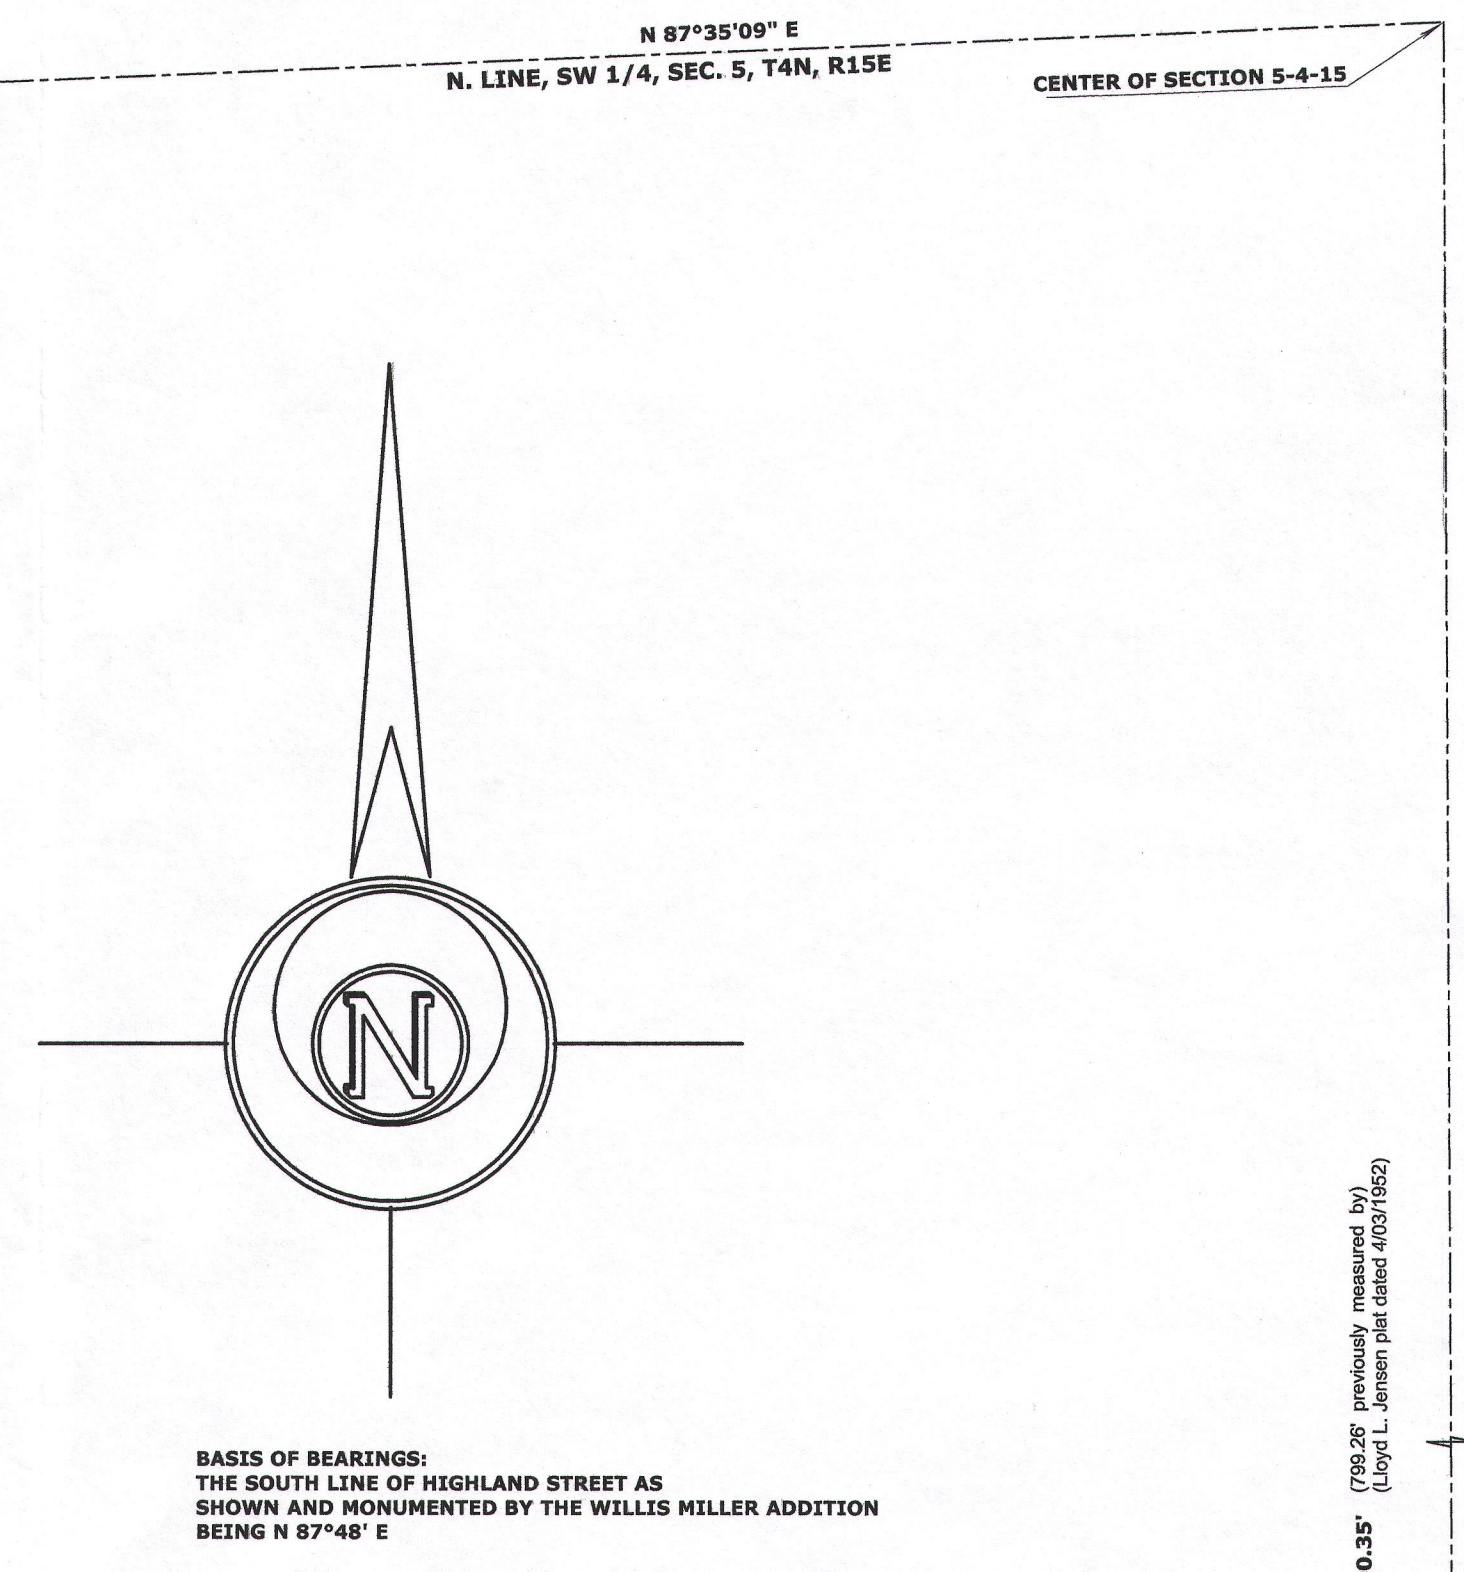 N 87°35'09" E
N. LINE, SW 1/4, SEC. 5, T4N, R15E
CENTER OF SECTION 5-4-15
N
BASIS OF BEARINGS:
THE SOUTH LINE OF HIGHLAND STREET AS
SHOWN AND MONUMENTED BY THE WILLIS MILLER ADDITION
BEING N 87°48' E
(799.26' previously measured by)
(Lloyd L. Jensen plat dated 4/03/1952)
0.35'